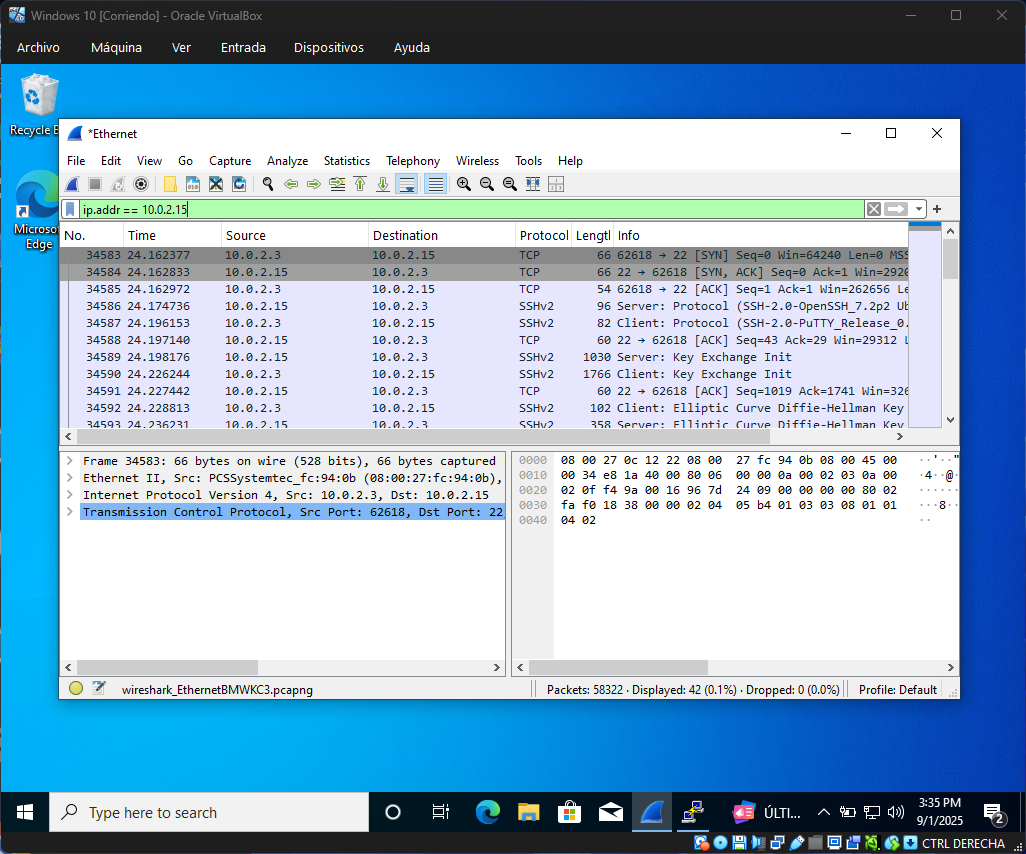 Windows 10 [Corriendo] - Oracle VirtualBox
Archivo Máquina Ver Entrada Dispositivos Ayuda
Recycle B
Microso
Edge
*Ethernet
File Edit View Go Capture Analyze Statistics Telephony Wireless Tools Help
ip.addr == 10.0.2.15
No. Time Source Destination Protocol Lengtl Info
34583 24.162377 10.0.2.3 10.0.2.15 TCP 66 62618 → 22 [SYN] Seq=0 Win=64240 Len=0 MSS
34584 24.162833 10.0.2.15 10.0.2.3 TCP 66 22 → 62618 [SYN, ACK] Seq=0 Ack=1 Win=2920
34585 24.162972 10.0.2.3 10.0.2.15 TCP 54 62618 → 22 [ACK] Seq=1 Ack=1 Win=262656 Le
34586 24.174736 10.0.2.15 10.0.2.3 SSHv2 96 Server: Protocol (SSH-2.0-OpenSSH_7.2p2 Ub
34587 24.196153 10.0.2.3 10.0.2.15 SSHv2 82 Client: Protocol (SSH-2.0-PuTTY_Release_0.
34588 24.197140 10.0.2.15 10.0.2.3 TCP 60 22 → 62618 [ACK] Seq=43 Ack=29 Win=29312 L
34589 24.198176 10.0.2.15 10.0.2.3 SSHv2 1030 Server: Key Exchange Init
34590 24.226244 10.0.2.3 10.0.2.15 SSHv2 1766 Client: Key Exchange Init
34591 24.227442 10.0.2.15 10.0.2.3 TCP 60 22 → 62618 [ACK] Seq=1019 Ack=1741 Win=326
34592 24.228813 10.0.2.3 10.0.2.15 SSHv2 102 Client: Elliptic Curve Diffie-Hellman Key
34593 24.236231 10.0.2.15 10.0.2.3 SSHv2 358 Server: Elliptic Curve Diffie-Hellman Key
Frame 34583: 66 bytes on wire (528 bits), 66 bytes captured
Ethernet II, Src: PCSSystemtec_fc:94:0b (08:00:27:fc:94:0b),
Internet Protocol Version 4, Src: 10.0.2.3, Dst: 10.0.2.15
Transmission Control Protocol, Src Port: 62618, Dst Port: 22
0000 08 00 27 0c 12 22 08 00 27 fc 94 0b 08 00 45 00 ··'··"
0010 00 34 e8 1a 40 00 80 06 00 00 0a 00 02 03 0a 00 ·4··@·
0020 02 0f f4 9a 00 16 96 7d 24 09 00 00 00 00 80 02 ······
0030 fa f0 18 38 00 00 02 04 05 b4 01 03 03 08 01 01 ···8··
0040 04 02 ··
wireshark_EthernetBMWKC3.pcapng
Packets: 58322 · Displayed: 42 (0.1%) · Dropped: 0 (0.0%)
Profile: Default
Type here to search
ÚLTI...
3:35 PM
9/1/2025
2
CTRL DERECHA